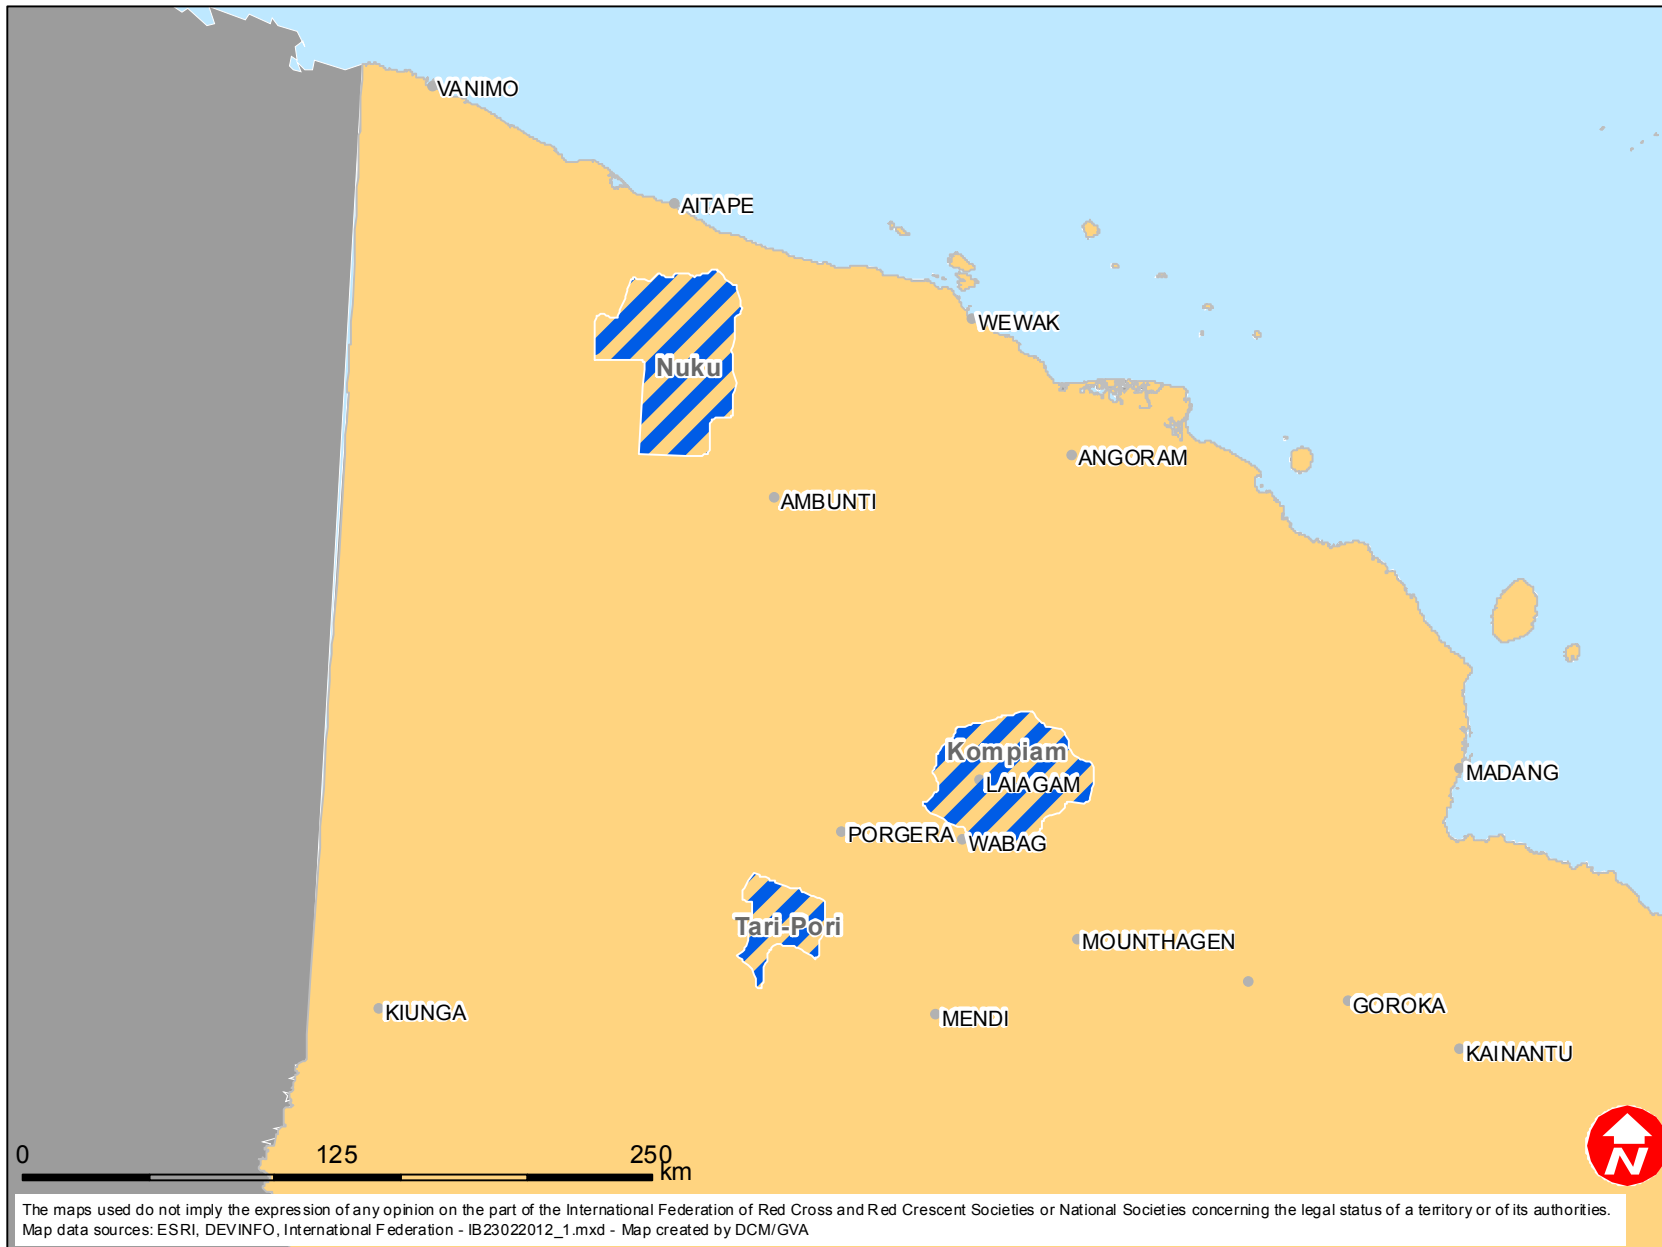 VANIMO
AITAPE
WEWAK
Nuku
ANGORAM
AMBUNTI
Kompiam
LAIAGAM
MADANG
PORGERA
WABAG
Tari-Pori
MOUNTHAGEN
GOROKA
KIUNGA
MENDI
KAINANTU
0 125 250
km
N
The maps used do not imply the expression of any opinion on the part of the International Federation of Red Cross and Red Crescent Societies or National Societies concerning the legal status of a territory or of its authorities.
Map data sources: ESRI, DEVINFO, International Federation - IB23022012_1.mxd - Map created by DCM/GVA